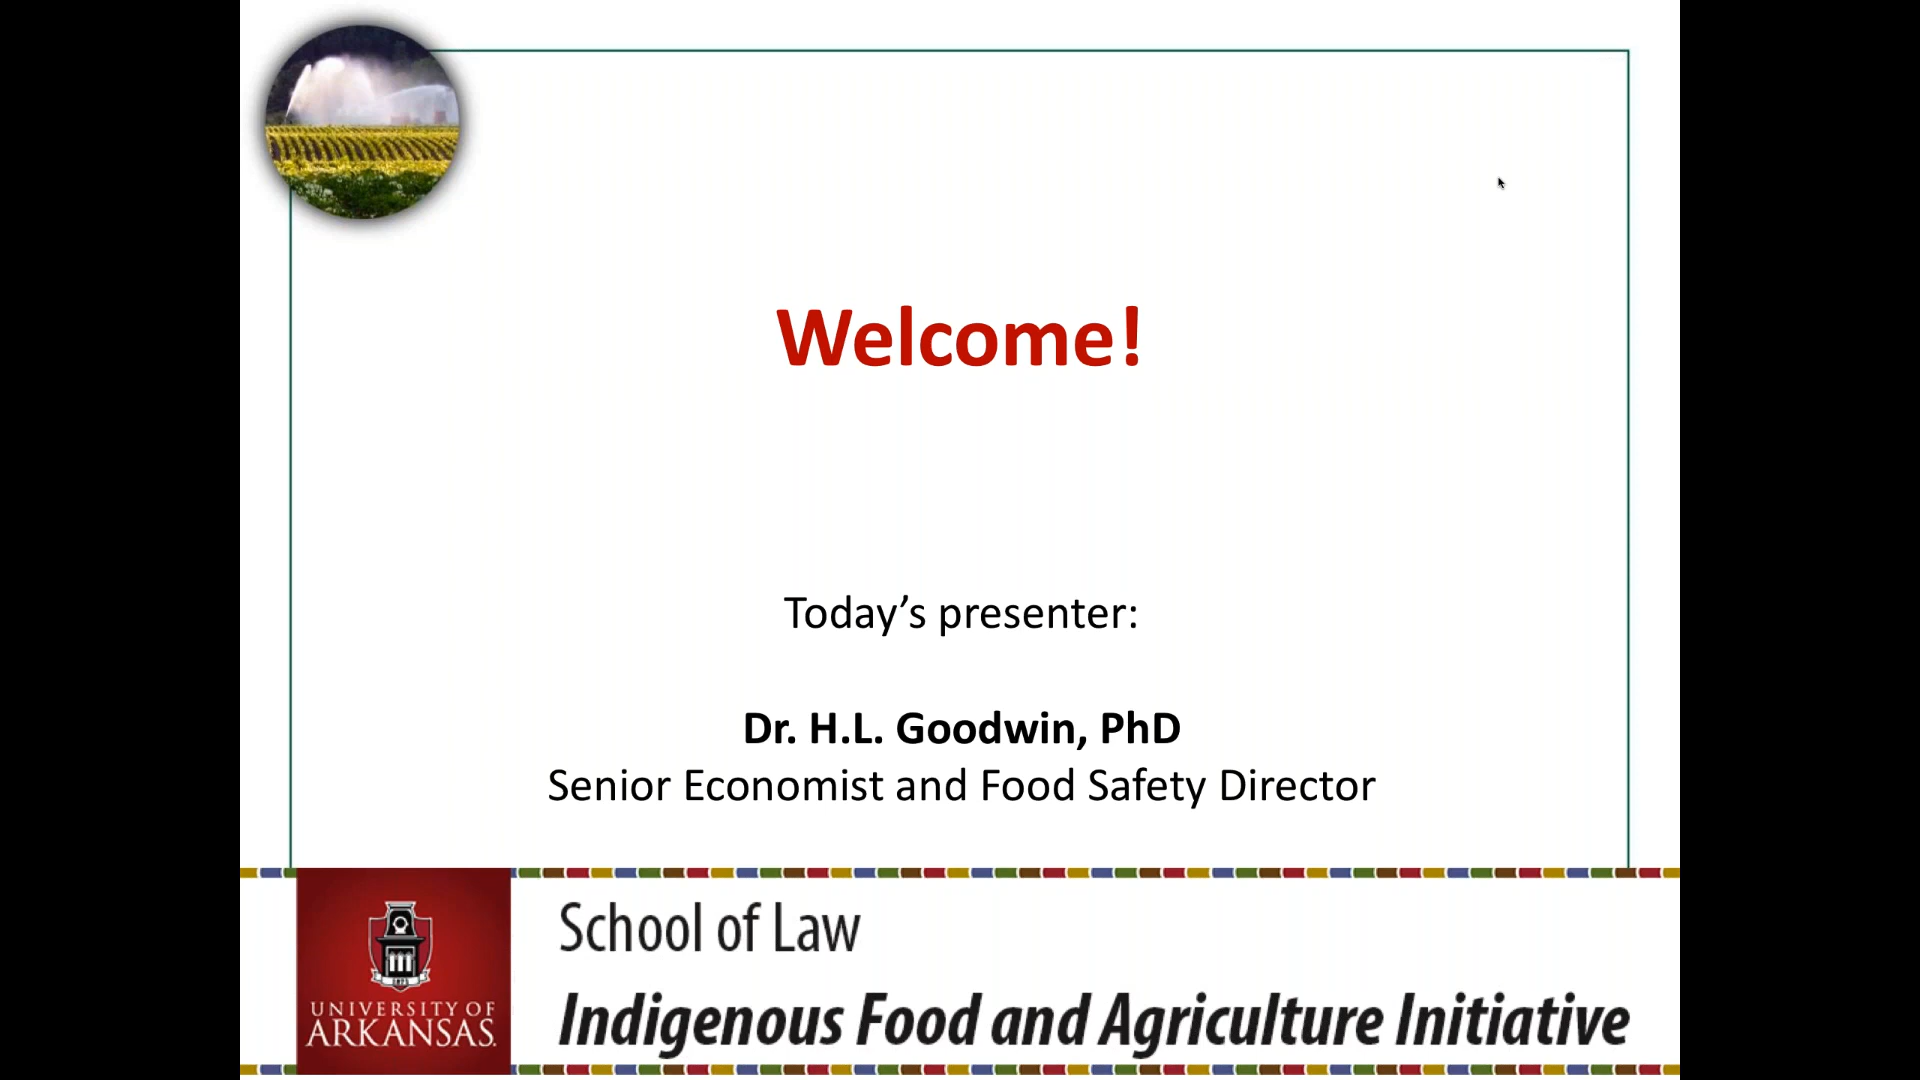 Welcome!
Today’s presenter:
Dr. H.L. Goodwin, PhD
Senior Economist and Food Safety Director
School of Law
Indigenous Food and Agriculture Initiative
UNIVERSITY OF
ARKANSAS